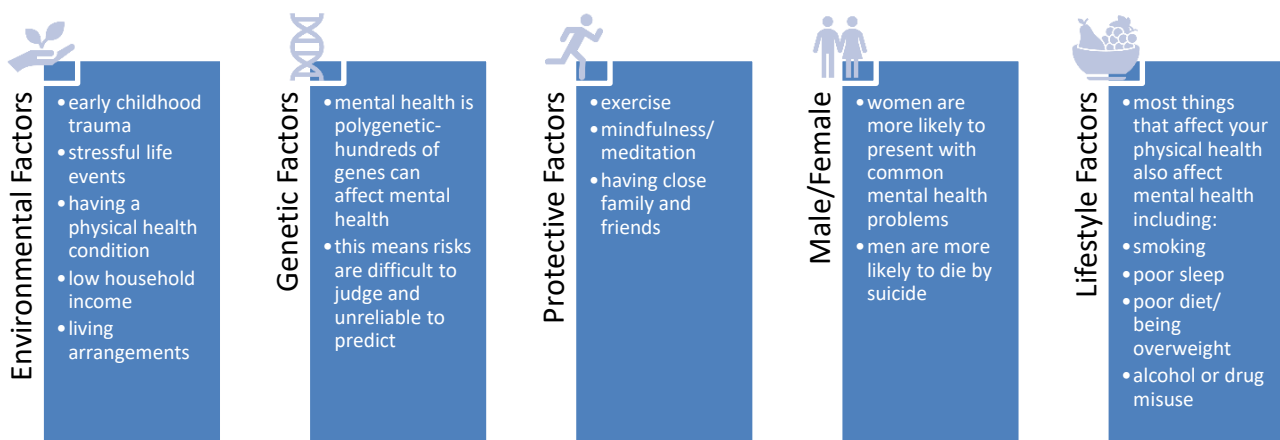 Environmental Factors
• early childhood
trauma
• stressful life
events
• having a
physical health
condition
• low household
income
• living
arrangements
Genetic Factors
• mental health is
polygenetic-
hundreds of
genes can
affect mental
health
• this means risks
are difficult to
judge and
unreliable to
predict
Protective Factors
• exercise
• mindfulness/
meditation
• having close
family and
friends
Male/Female
• women are
more likely to
present with
common
mental health
problems
• men are more
likely to die by
suicide
Lifestyle Factors
• most things
that affect your
physical health
also affect
mental health
including:
• smoking
• poor sleep
• poor diet/
being
overweight
• alcohol or drug
misuse